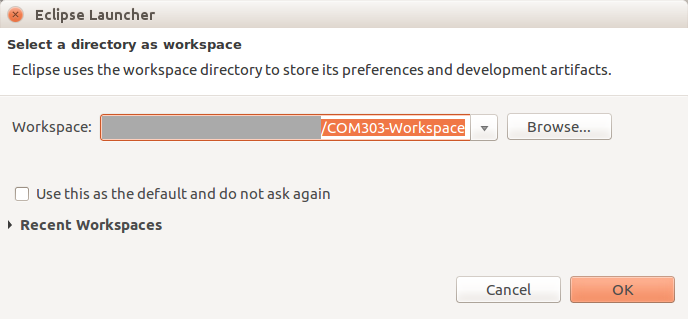 Eclipse Launcher
Select a directory as workspace
Eclipse uses the workspace directory to store its preferences and development artifacts.
Workspace: /COM303-Workspace Browse...
Use this as the default and do not ask again
Recent Workspaces
Cancel OK